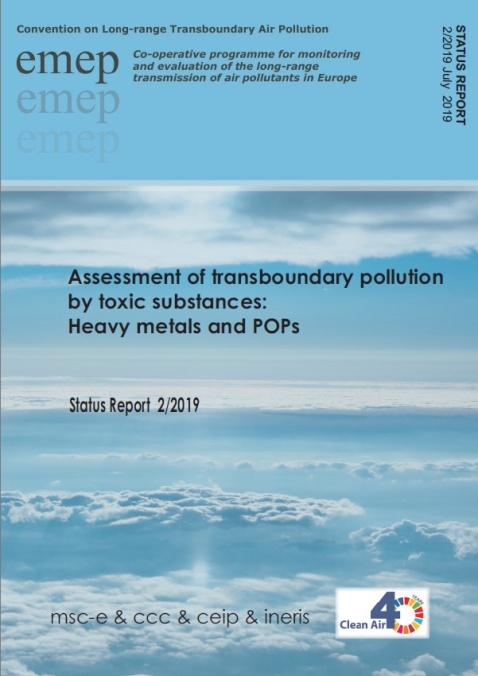 Convention on Long-range Transboundary Air Pollution
emep
emep
emep
Co-operative programme for monitoring
and evaluation of the long-range
transmission of air pollutants in Europe
STATUS REPORT
2/2019 July 2019
Assessment of transboundary pollution
by toxic substances:
Heavy metals and POPs
Status Report 2/2019
msc-e & ccc & ceip & ineris
Clean Air
40
YEARS